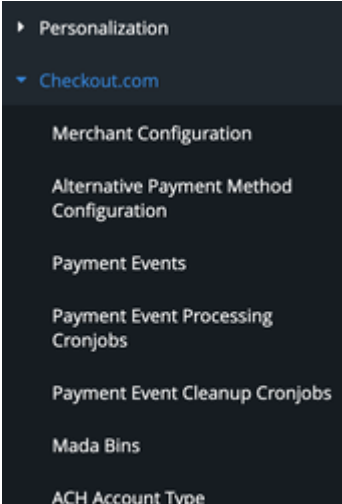 Personalization
Checkout.com
Merchant Configuration
Alternative Payment Method
Configuration
Payment Events
Payment Event Processing
Cronjobs
Payment Event Cleanup Cronjobs
Mada Bins
ACH Account Type